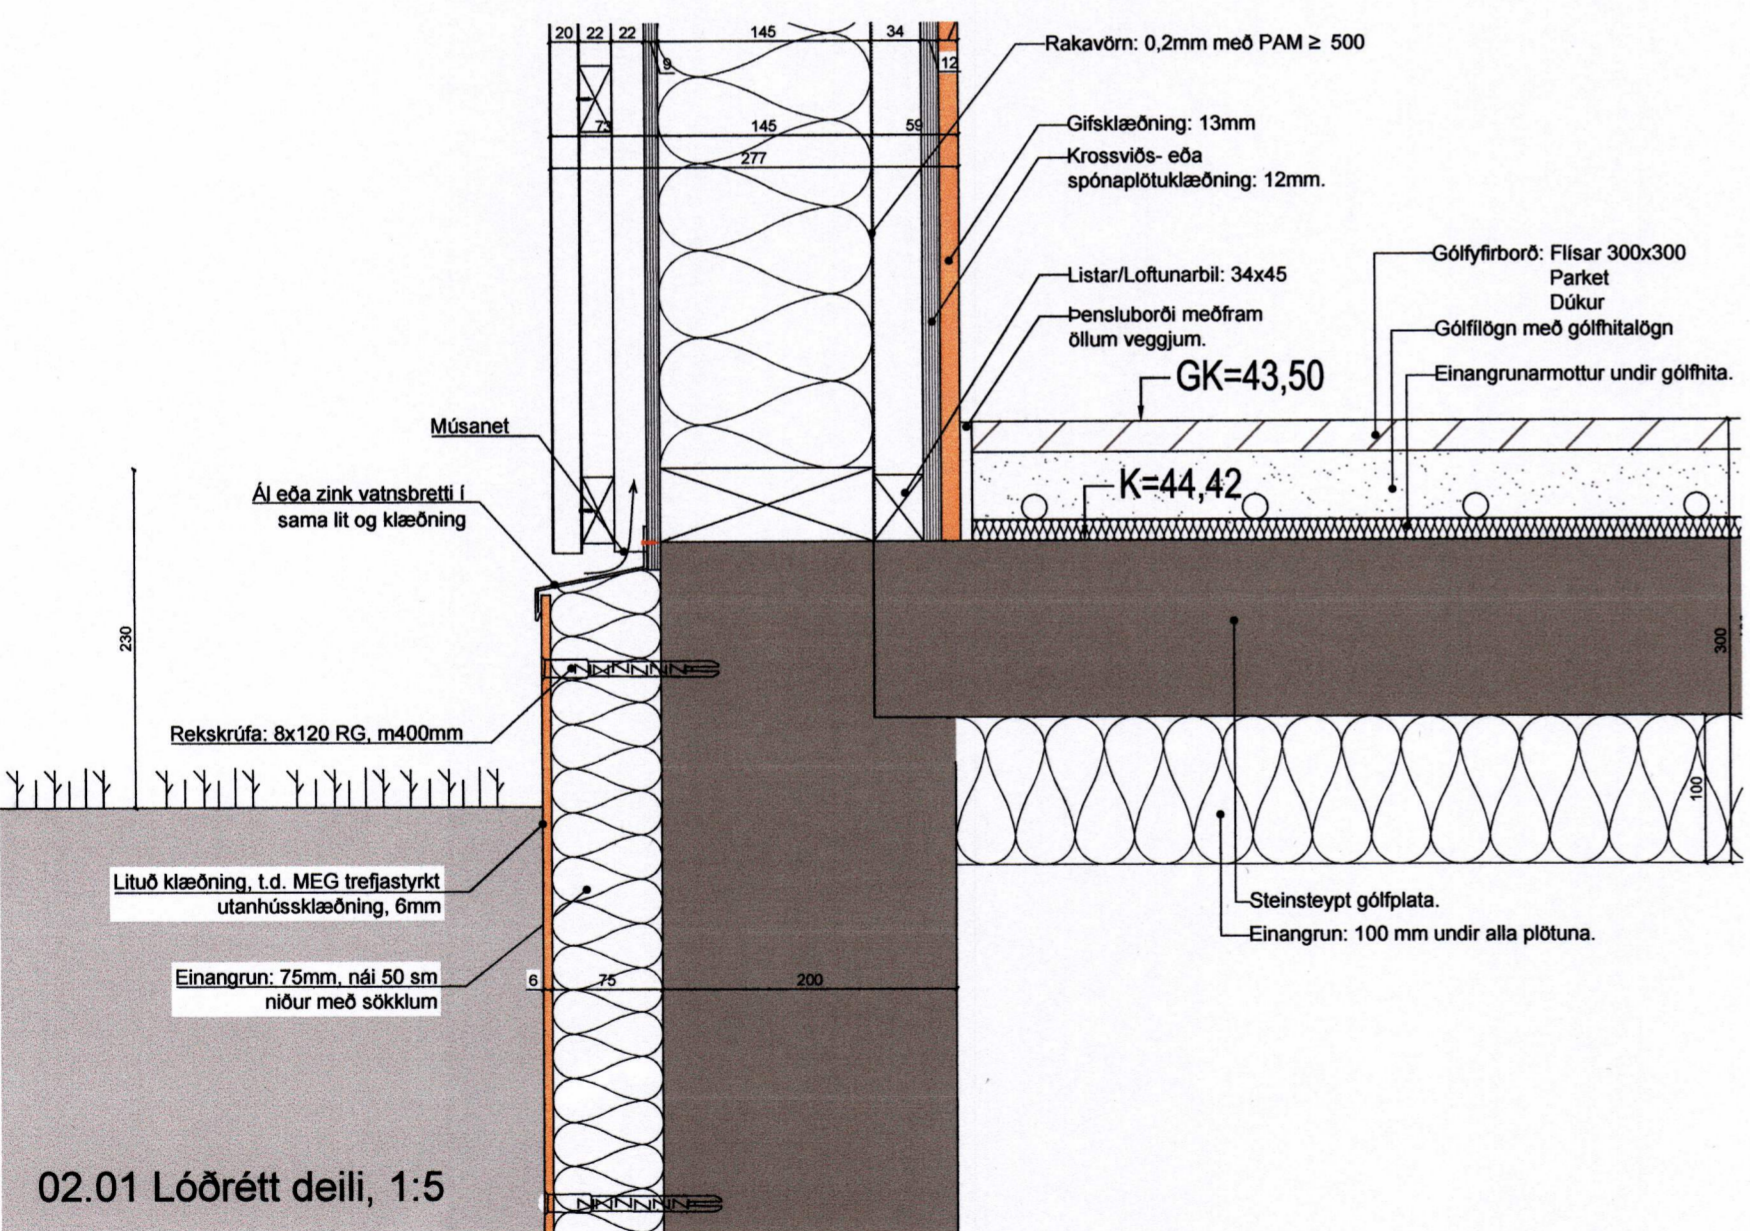 20 22 22 145 34
9 12
Rakavörn: 0,2mm með PAM ≥ 500
73 145 59
277
Gifsklæðning: 13mm
Krossviðs- eða
spónaplötuklæðning: 12mm.
Listar/Loftunarbil: 34x45
Þensluborði meðfram
öllum veggjum.
Gólfyfirborð: Flísar 300x300
Parket
Dúkur
Gólfílögn með gólfhitalögn
Einangrunarmottur undir gólfhita.
GK=43,50
K=44,42
Músanet
Ál eða zink vatnsbretti í
sama lit og klæðning
230
Rekskrúfa: 8x120 RG, m400mm
300
100
Lituð klæðning, t.d. MEG trefjastyrkt
utanhússklæðning, 6mm
Einangrun: 75mm, nái 50 sm
niður með sökklum
6 75 200
Steinsteypt gólfplata.
Einangrun: 100 mm undir alla plötuna.
02.01 Lóðrétt deili, 1:5